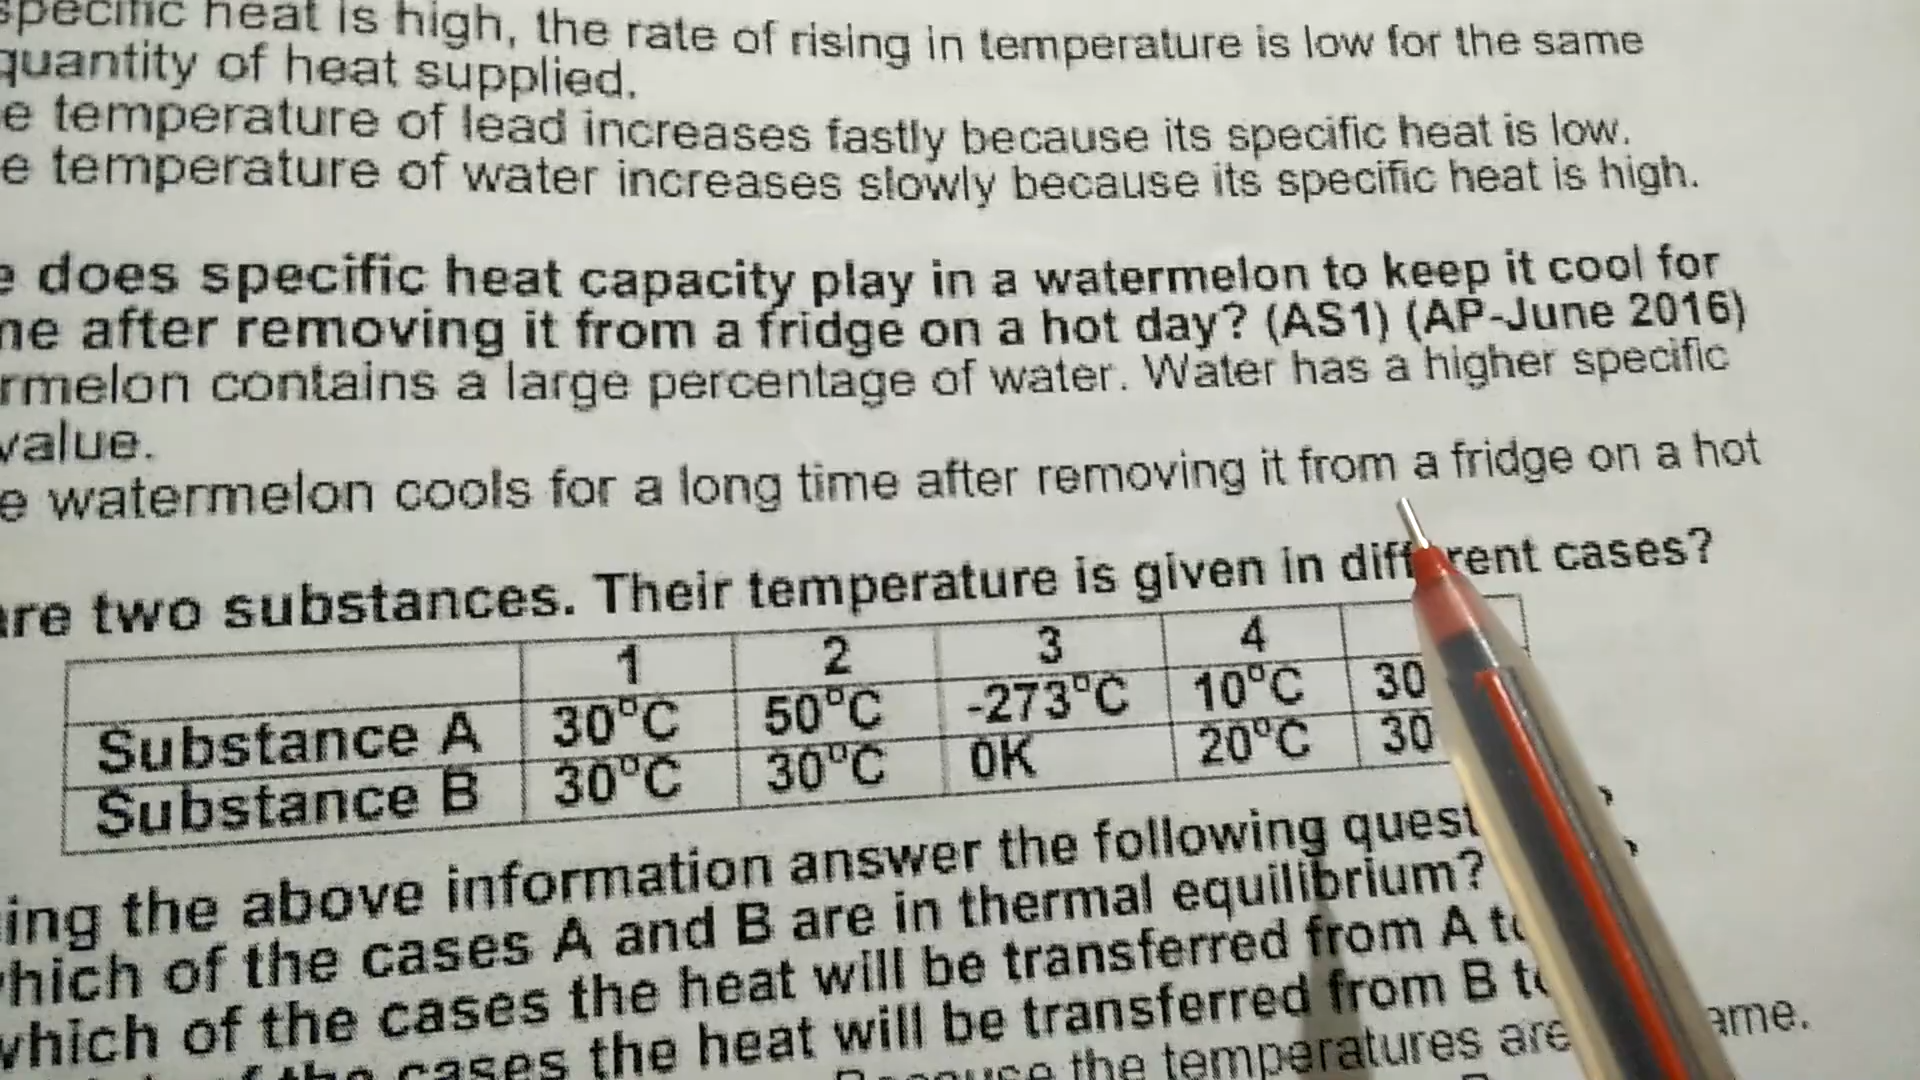 specific heat is high, the rate of rising in temperature is low for the same
quantity of heat supplied.
e temperature of lead increases fastly because its specific heat is low.
e temperature of water increases slowly because its specific heat is high.
e does specific heat capacity play in a watermelon to keep it cool for
me after removing it from a fridge on a hot day? (AS1) (AP-June 2016)
rmelon contains a large percentage of water. Water has a higher specific
value.
e watermelon cools for a long time after removing it from a fridge on a hot
are two substances. Their temperature is given in different cases?
1 2 3 4
Substance A 30°C 50°C -273°C 10°C 30
Substance B 30°C 30°C 0K 20°C 30
ing the above information answer the following quest
which of the cases A and B are in thermal equilibrium?
which of the cases the heat will be transferred from A to
the cases the heat will be transferred from B to
the temperatures are ame.